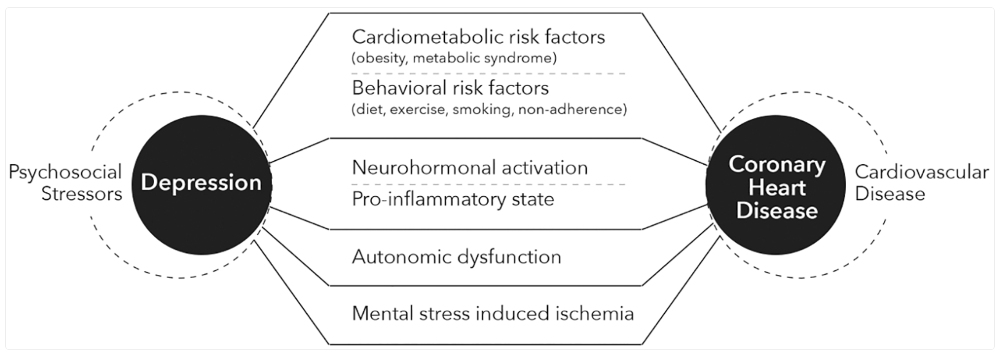 Cardiometabolic risk factors
(obesity, metabolic syndrome)
Behavioral risk factors
(diet, exercise, smoking, non-adherence)
Psychosocial
Stressors
Depression
Neurohormonal activation
Pro-inflammatory state
Coronary
Heart
Disease
Cardiovascular
Disease
Autonomic dysfunction
Mental stress induced ischemia